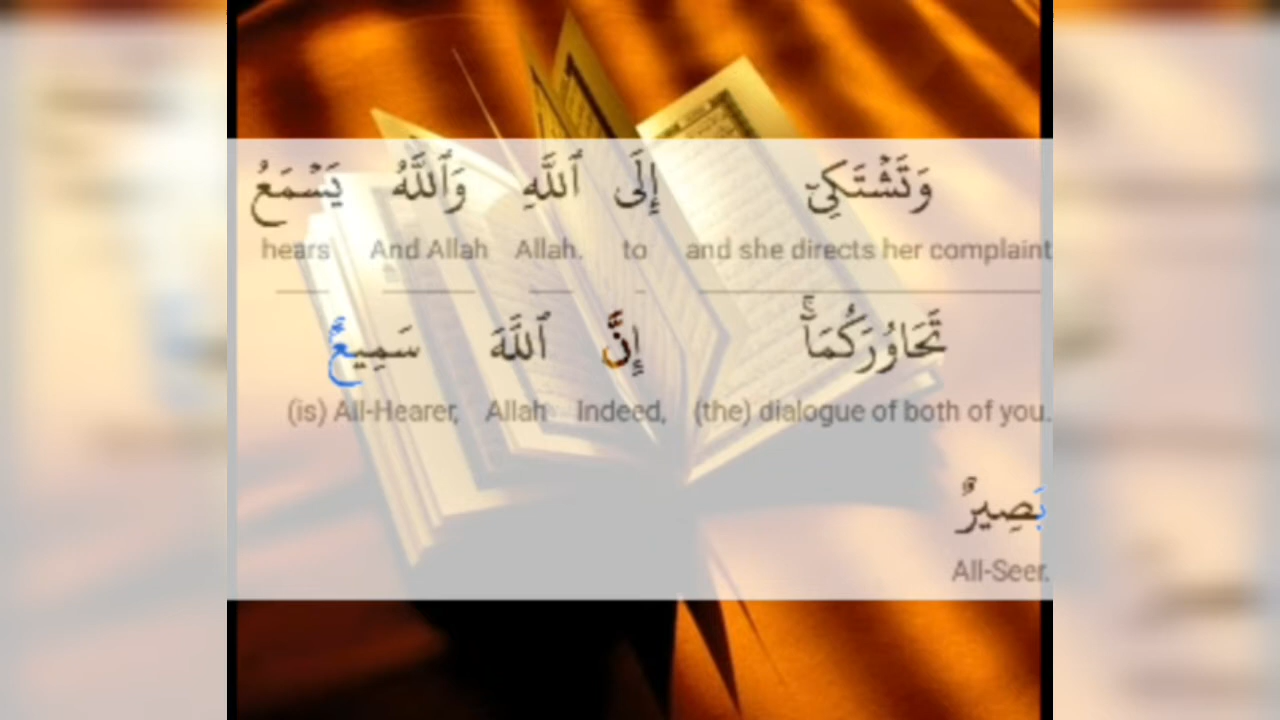 وَتَشْتَكِىٓ إِلَى ٱللَّهِ وَٱللَّهُ يَسْمَعُ
hears And Allah Allah. to and she directs her complaint
تَحَاوُرَكُمَآ ۚ إِنَّ ٱللَّهَ سَمِيعٌۢ
(is) All-Hearer, Allah Indeed, (the) dialogue of both of you.
بَصِيرٌ
All-Seer.